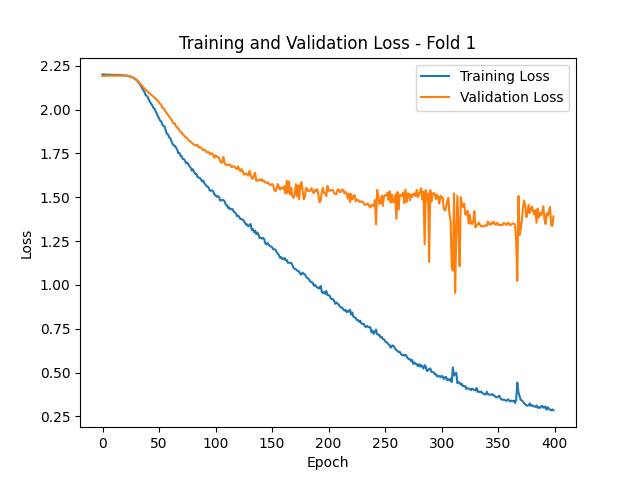 Training and Validation Loss - Fold 1
Training Loss
Validation Loss
Loss
2.25
2.00
1.75
1.50
1.25
1.00
0.75
0.50
0.25
0 50 100 150 200 250 300 350 400
Epoch